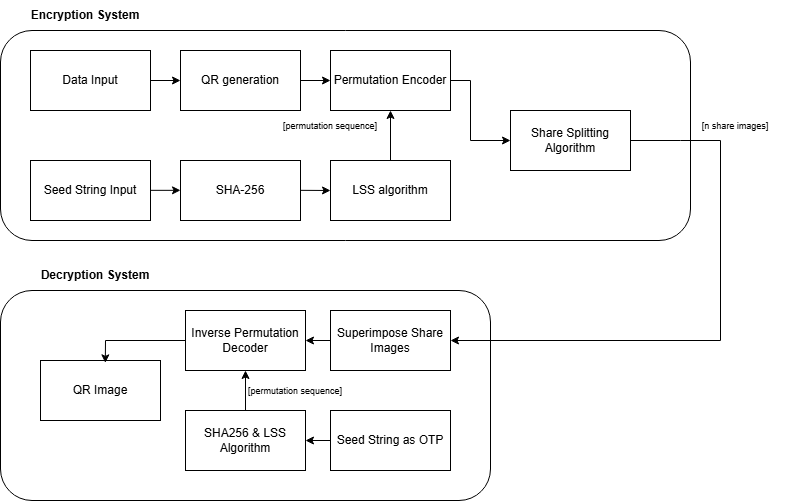 Encryption System
Data Input
QR generation
Permutation Encoder
[permutation sequence]
Share Splitting
Algorithm
[n share images]
Seed String Input
SHA-256
LSS algorithm
Decryption System
Inverse Permutation
Decoder
Superimpose Share
Images
QR Image
[permutation sequence]
SHA256 & LSS
Algorithm
Seed String as OTP